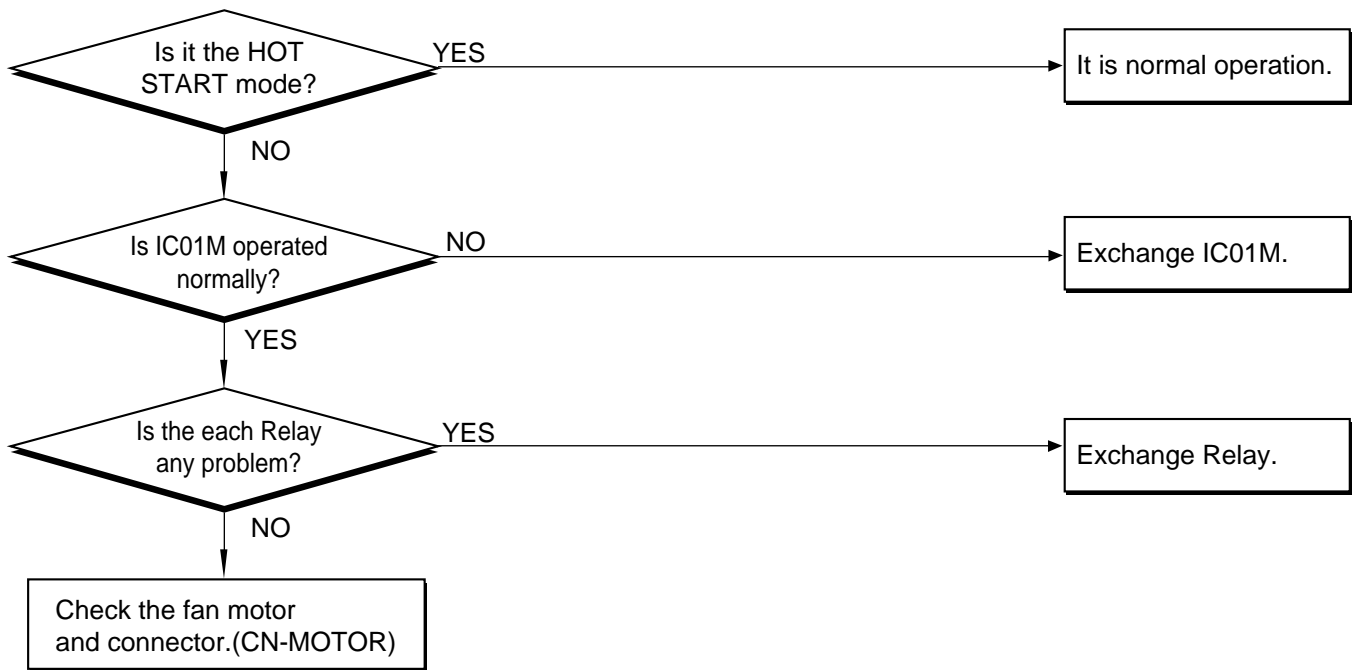 Is it the HOT
START mode?
YES
It is normal operation.
NO
Is IC01M operated
normally?
NO
Exchange IC01M.
YES
Is the each Relay
any problem?
YES
Exchange Relay.
NO
Check the fan motor
and connector.(CN-MOTOR)